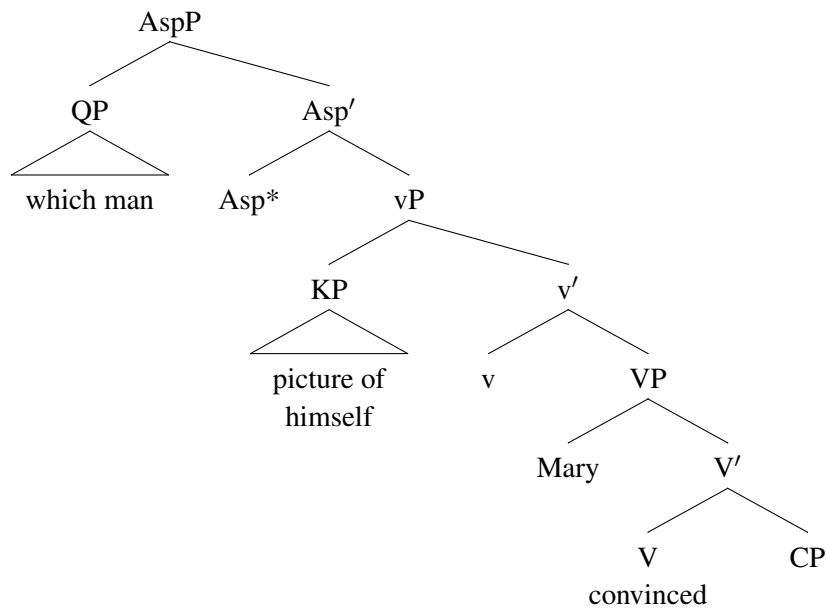 AspP
QP Asp′
which man Asp* vP
KP v′
picture of
himself
v VP
Mary V′
V CP
convinced